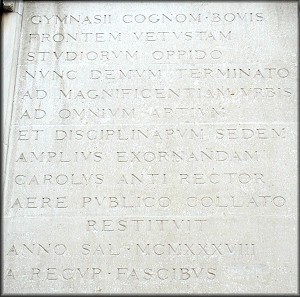 GYMNASII COGNOM·BOVIS
FRONTEM VETVSTAM
STVDIORVM OPPIDO
NVNC DEMVM TERMINATO
AD MAGNIFICENTIAM VRBIS
AD OMNIVM ARTIVM
ET DISCIPLINARVM SEDEM
AMPLIVS EXORNANDAM
CAROLVS ANTI RECTOR
AERE PVBLICO COLLATO
RESTITVIT
ANNO SAL·MCMXXXVIII
A REGVP·FASCIBVS